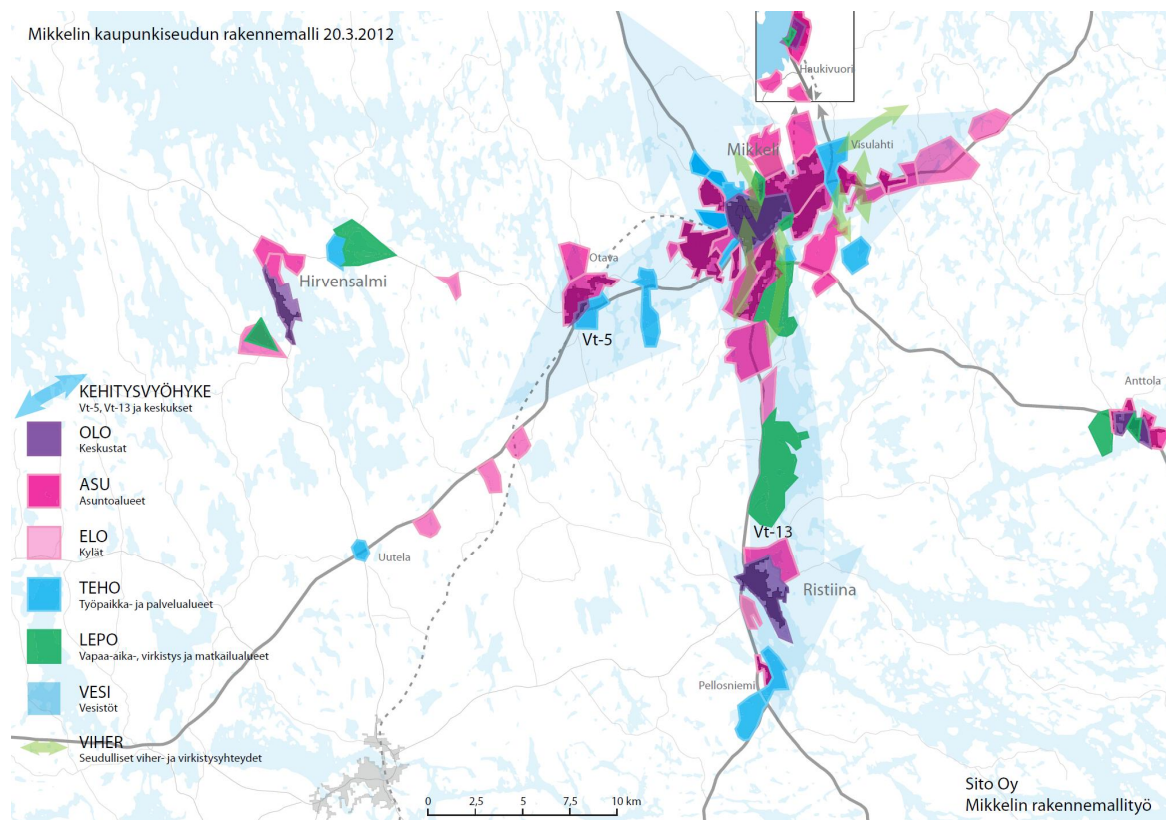 Mikkelin kaupunkiseudun rakennemalli 20.3.2012
Haukivuori
Mikkeli
Visulahti
Otava
Hirvensalmi
Vt-5
Anttola
KEHITYSVYÖHYKE
Vt-5, Vt-13 ja keskukset
OLO
Keskustat
ASU
Asuntoalueet
ELO
Kylät
TEHO
Työpaikka- ja palvelualueet
LEPO
Vapaa-aika-, virkistys ja matkailualueet
VESI
Vesistöt
VIHER
Seudulliset viher- ja virkistysyhteydet
Uutela
Vt-13
Ristiina
Pellosniemi
0 2,5 5 7,5 10 km
Sito Oy
Mikkelin rakennemallityö